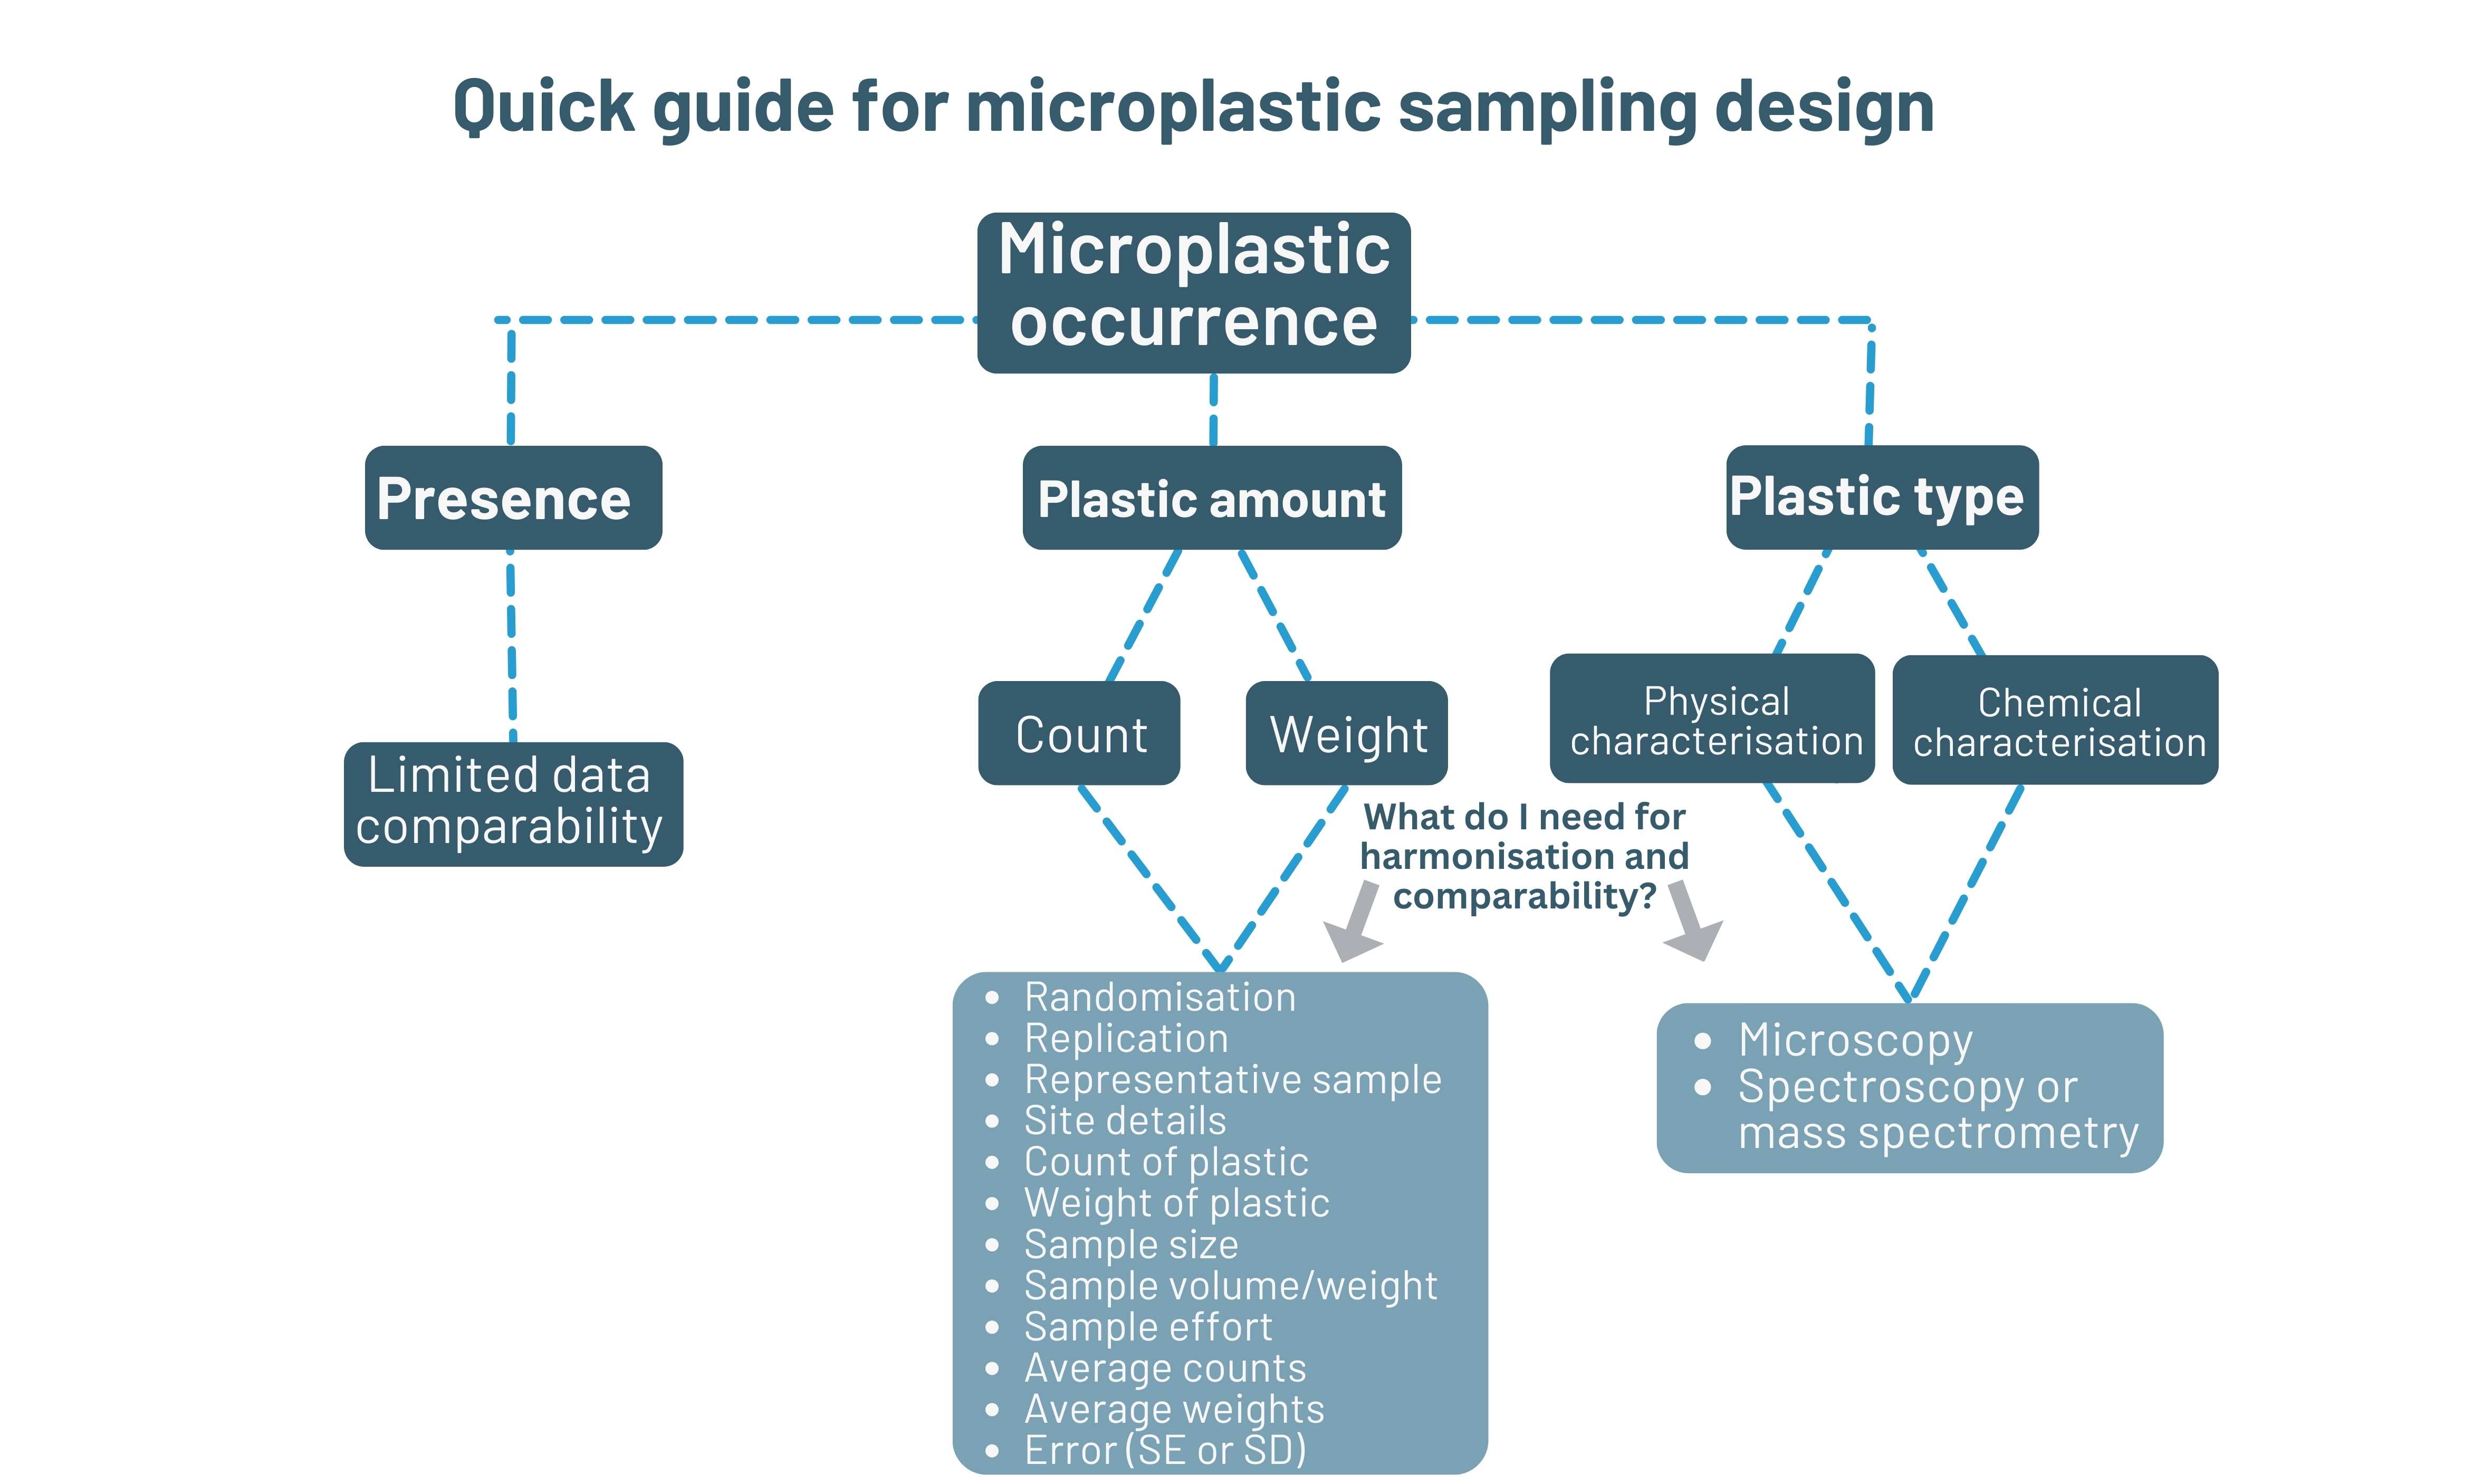 Quick guide for microplastic sampling design
Microplastic
occurrence
Presence
Plastic amount
Plastic type
Limited data
comparability
Count
Weight
Physical
characterisation
Chemical
characterisation
What do I need for
harmonisation and
comparability?
• Randomisation
• Replication
• Representative sample
• Site details
• Count of plastic
• Weight of plastic
• Sample size
• Sample volume/weight
• Sample effort
• Average counts
• Average weights
• Error (SE or SD)
• Microscopy
• Spectroscopy or
mass spectrometry